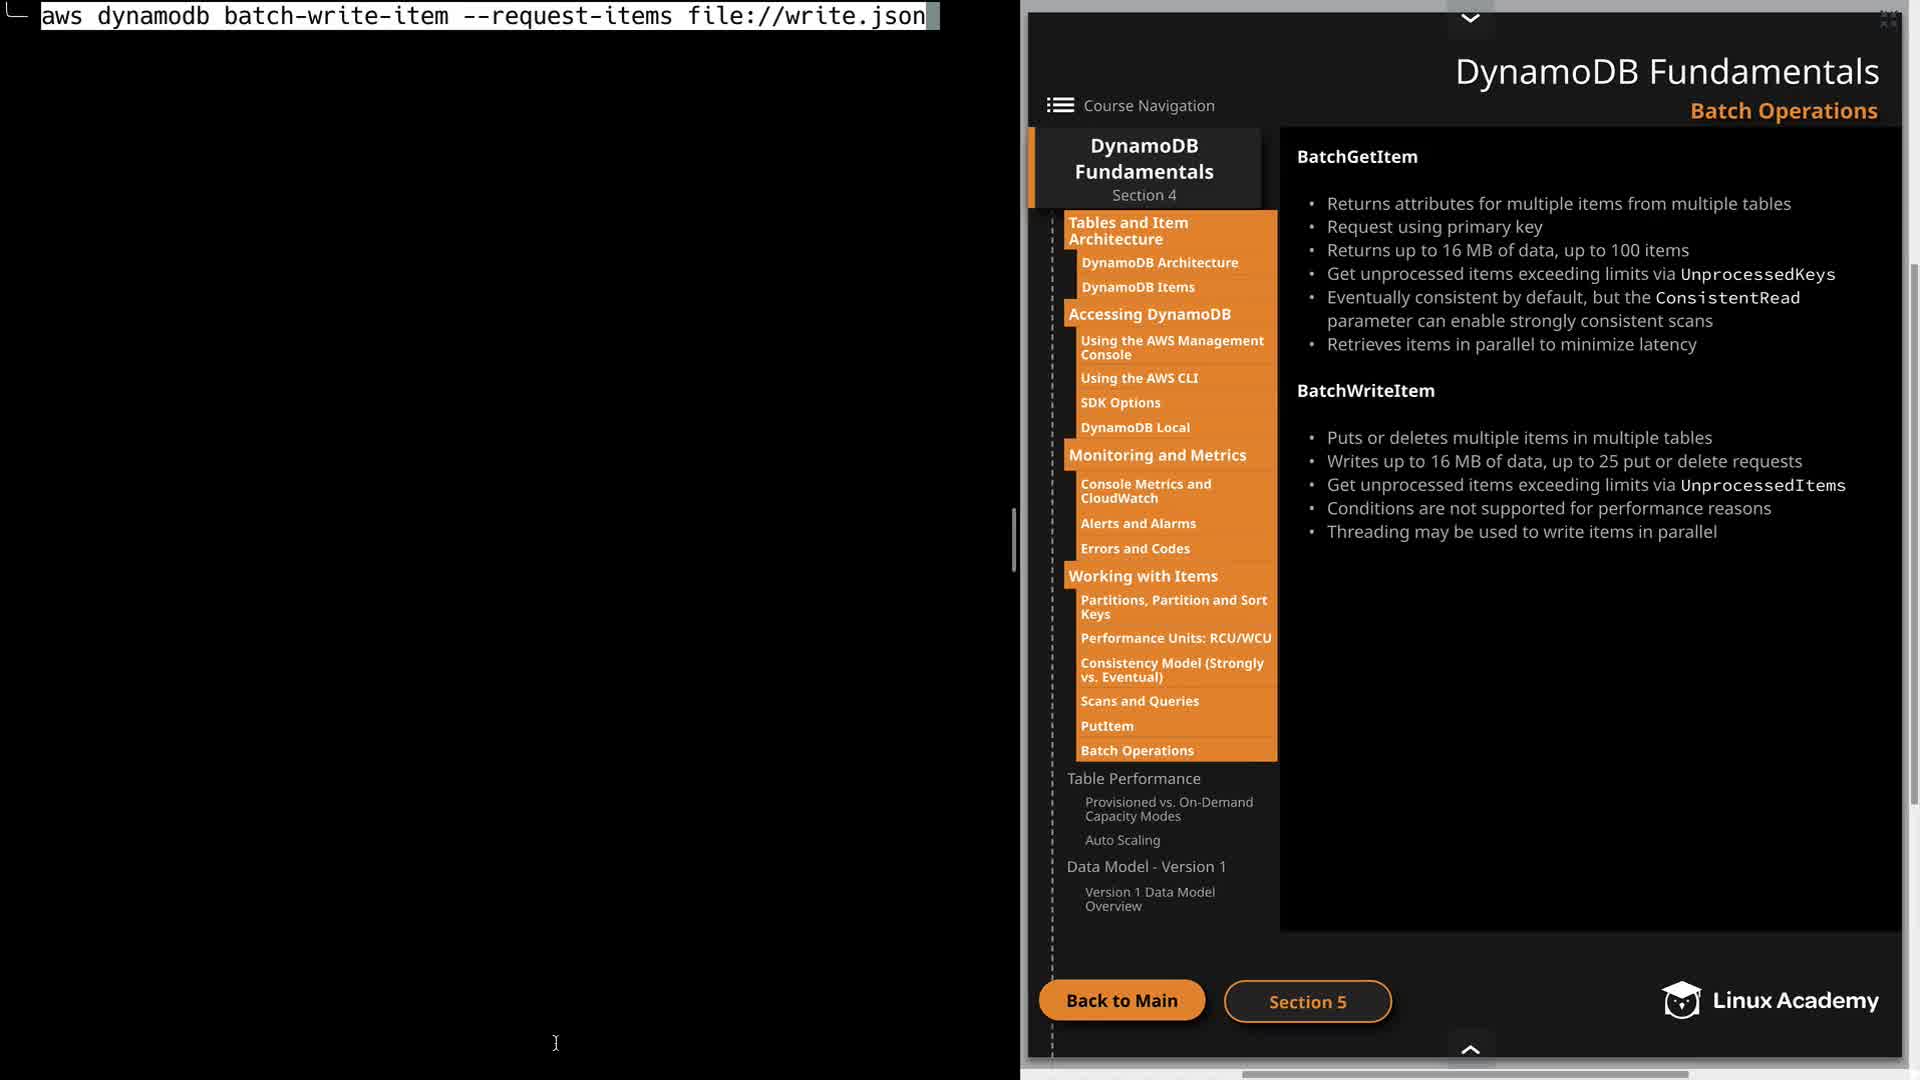 aws dynamodb batch-write-item --request-items file://write.json
DynamoDB Fundamentals
Batch Operations
Course Navigation
DynamoDB
Fundamentals
Section 4
Tables and Item
Architecture
DynamoDB Architecture
DynamoDB Items
Accessing DynamoDB
Using the AWS Management
Console
Using the AWS CLI
SDK Options
DynamoDB Local
Monitoring and Metrics
Console Metrics and
CloudWatch
Alerts and Alarms
Errors and Codes
Working with Items
Partitions, Partition and Sort
Keys
Performance Units: RCU/WCU
Consistency Model (Strongly
vs. Eventual)
Scans and Queries
PutItem
Batch Operations
Table Performance
Provisioned vs. On-Demand
Capacity Modes
Auto Scaling
Data Model - Version 1
Version 1 Data Model
Overview
BatchGetItem
• Returns attributes for multiple items from multiple tables
• Request using primary key
• Returns up to 16 MB of data, up to 100 items
• Get unprocessed items exceeding limits via UnprocessedKeys
• Eventually consistent by default, but the ConsistentRead
parameter can enable strongly consistent scans
• Retrieves items in parallel to minimize latency
BatchWriteItem
• Puts or deletes multiple items in multiple tables
• Writes up to 16 MB of data, up to 25 put or delete requests
• Get unprocessed items exceeding limits via UnprocessedItems
• Conditions are not supported for performance reasons
• Threading may be used to write items in parallel
Back to Main
Section 5
Linux Academy